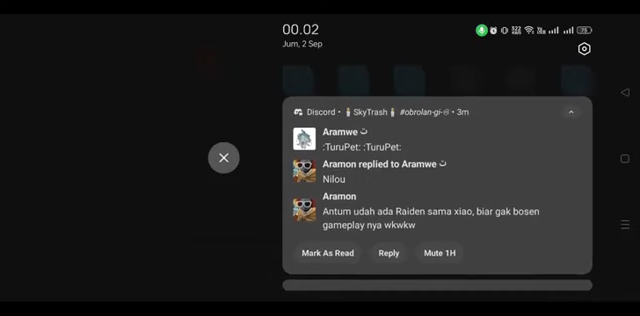 00.02
Jum, 2 Sep
75
Discord • SkyTrash #obrolan-gi- • 3m
Aramwe ت
:TuruPet: :TuruPet:
Aramon replied to Aramwe ت
Nilou
Aramon
Antum udah ada Raiden sama xiao, biar gak bosen
gameplay nya wkwkw
Mark As Read Reply Mute 1H